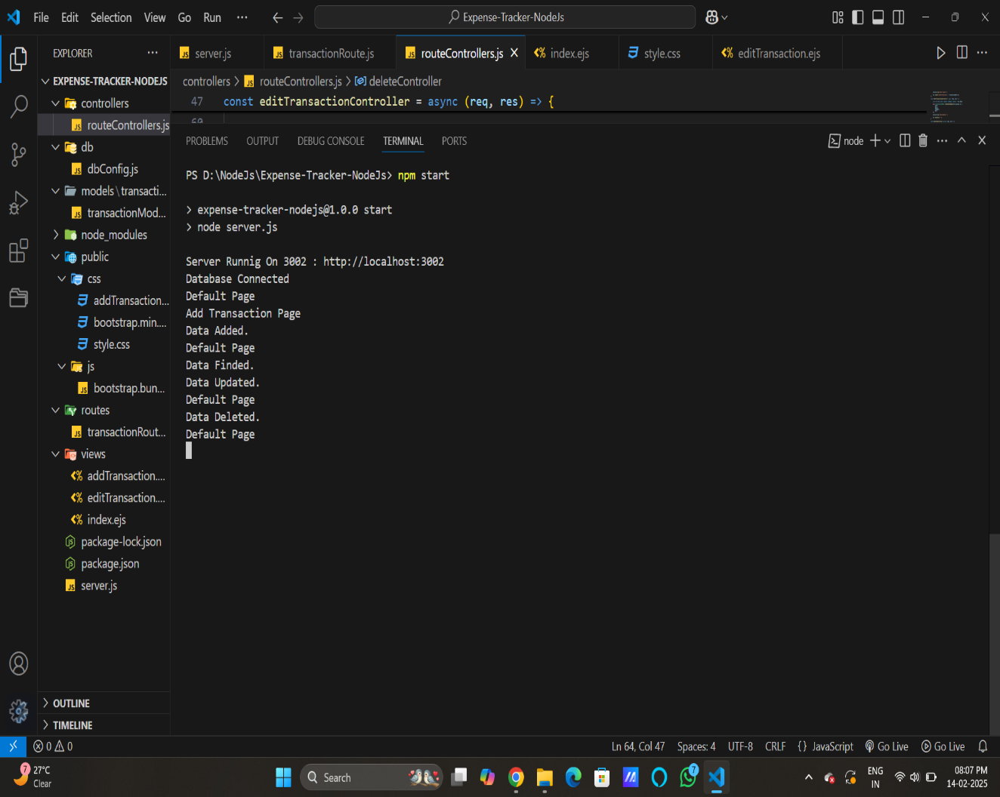 File Edit Selection View Go Run ··· Expense-Tracker-NodeJs
EXPLORER ··· server.js transactionRoute.js routeControllers.js index.ejs style.css editTransaction.ejs ···
EXPENSE-TRACKER-NODEJS
controllers
routeControllers.js
db
dbConfig.js
models\transacti...
transactionMod...
node_modules
public
css
addTransaction...
bootstrap.min....
style.css
js
bootstrap.bun...
routes
transactionRout...
views
addTransaction....
editTransaction....
index.ejs
package-lock.json
package.json
server.js
OUTLINE
TIMELINE
controllers > routeControllers.js > deleteController
47 const editTransactionController = async (req, res) => {
60
PROBLEMS OUTPUT DEBUG CONSOLE TERMINAL PORTS node ···
PS D:\NodeJs\Expense-Tracker-NodeJs> npm start
> expense-tracker-nodejs@1.0.0 start
> node server.js
Server Runnig On 3002 : http://localhost:3002
Database Connected
Default Page
Add Transaction Page
Data Added.
Default Page
Data Finded.
Data Updated.
Default Page
Data Deleted.
Default Page
0 0 Ln 64, Col 47 Spaces: 4 UTF-8 CRLF {} JavaScript Go Live Go Live
7 27°C
Clear
Search
7
ENG
IN
08:07 PM
14-02-2025